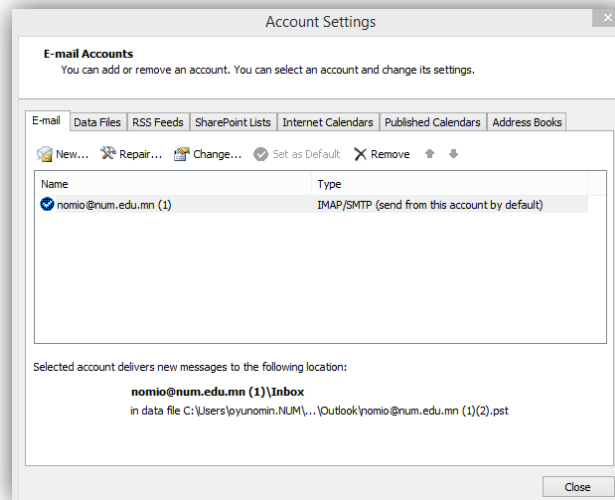 Account Settings
E-mail Accounts
You can add or remove an account. You can select an account and change its settings.
E-mail Data Files RSS Feeds SharePoint Lists Internet Calendars Published Calendars Address Books
New... Repair... Change... Set as Default Remove
Name Type
nomio@num.edu.mn (1) IMAP/SMTP (send from this account by default)
Selected account delivers new messages to the following location:
nomio@num.edu.mn (1)\Inbox
in data file C:\Users\oyunomin.NUM\...\Outlook\nomio@num.edu.mn (1)(2).pst
Close